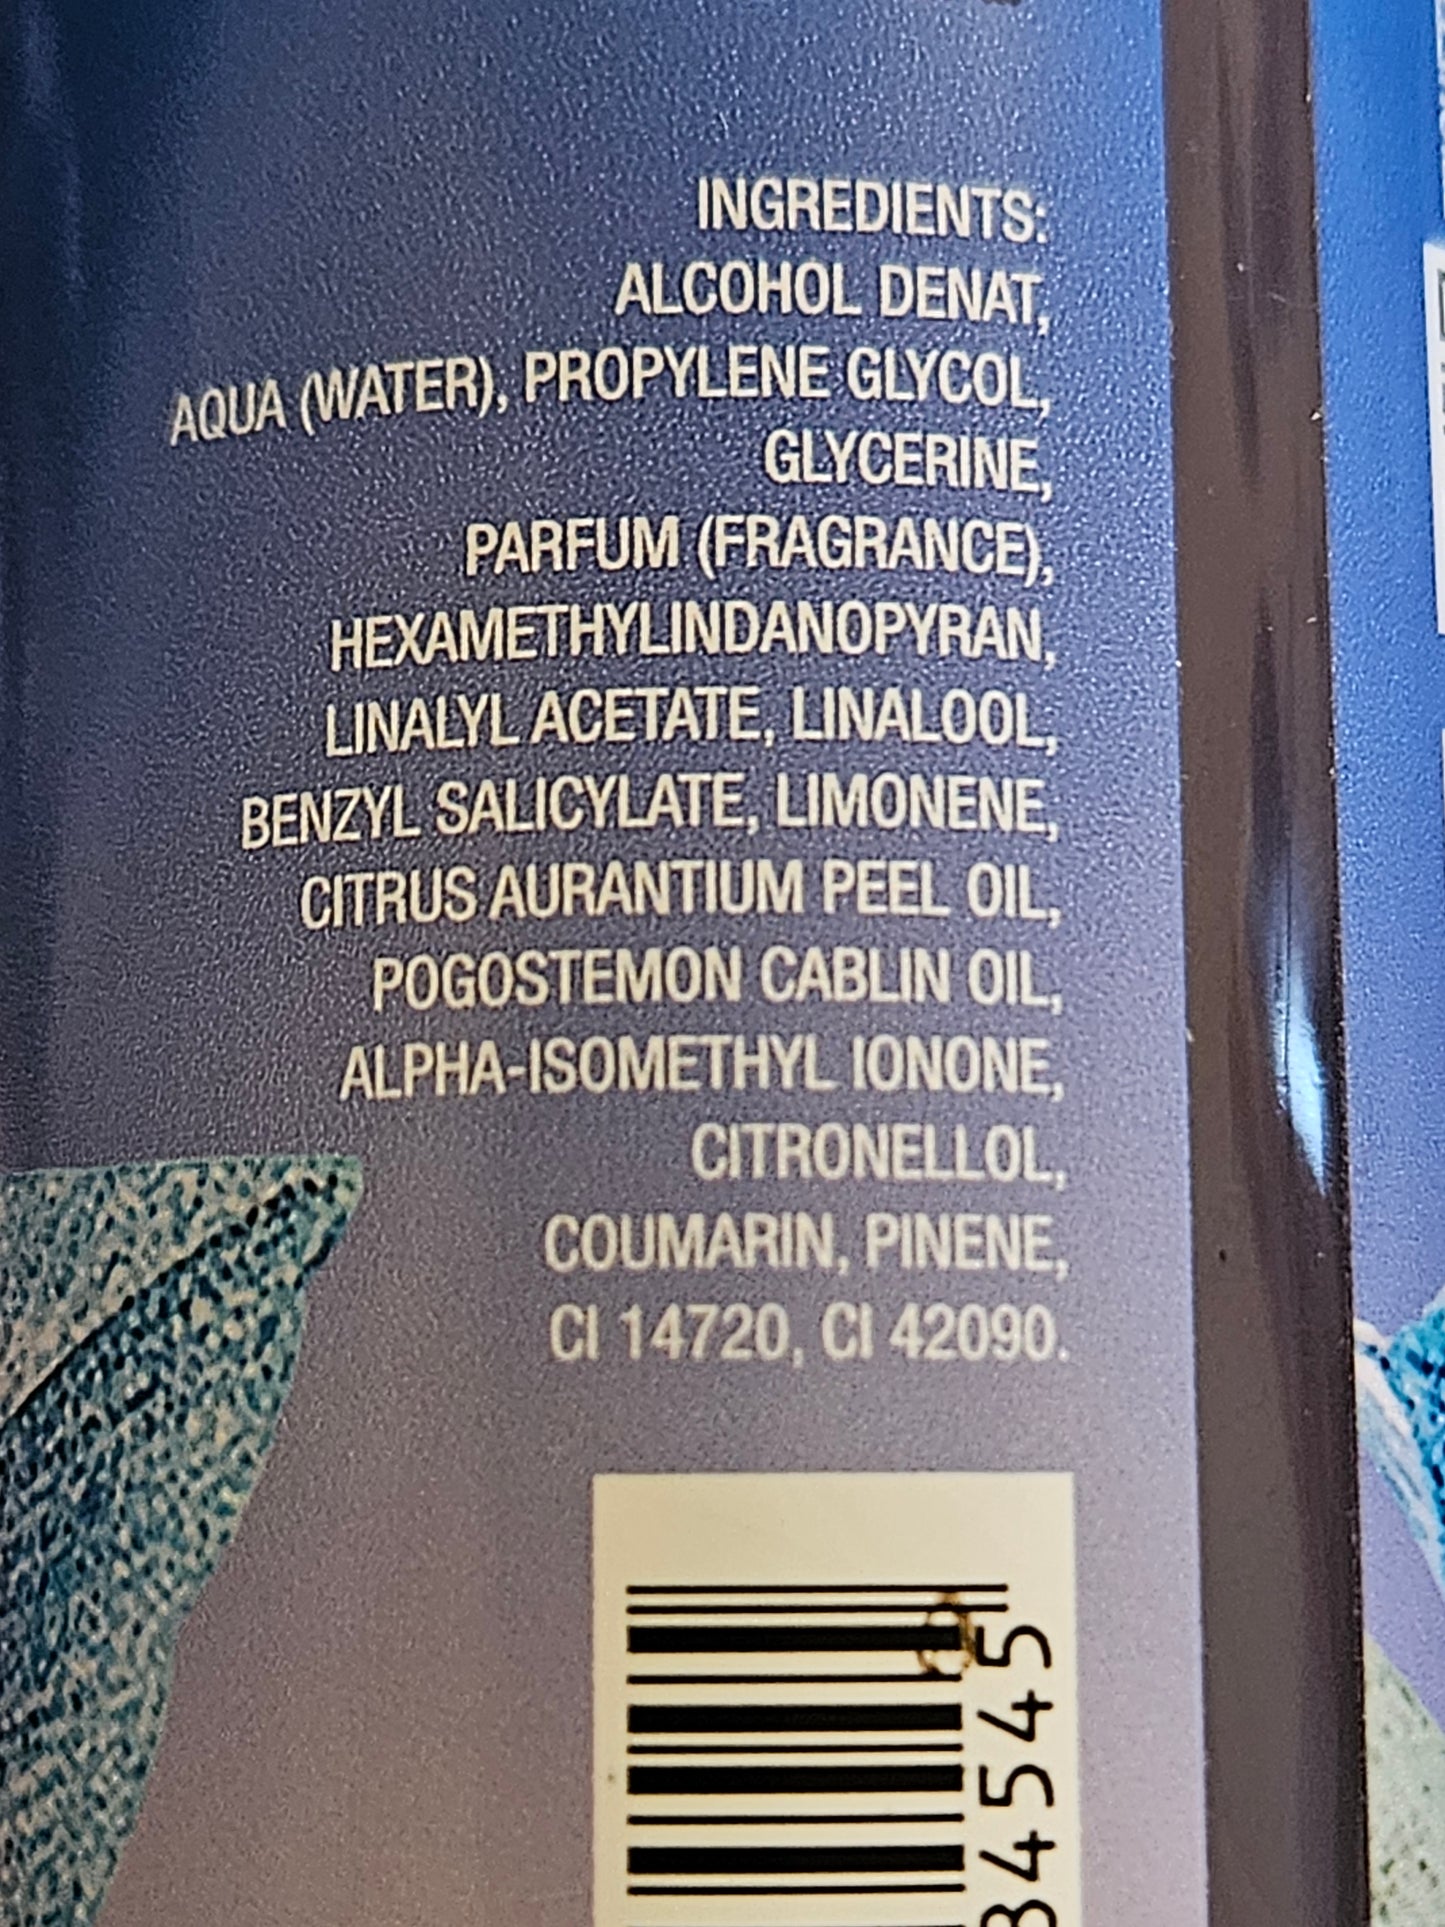 INGREDIENTS:
ALCOHOL DENAT,
AQUA (WATER), PROPYLENE GLYCOL,
GLYCERINE,
PARFUM (FRAGRANCE),
HEXAMETHYLINDANOPYRAN,
LINALYL ACETATE, LINALOOL,
BENZYL SALICYLATE, LIMONENE,
CITRUS AURANTIUM PEEL OIL,
POGOSTEMON CABLIN OIL,
ALPHA-ISOMETHYL IONONE,
CITRONELLOL,
COUMARIN, PINENE,
CI 14720, CI 42090.
84545